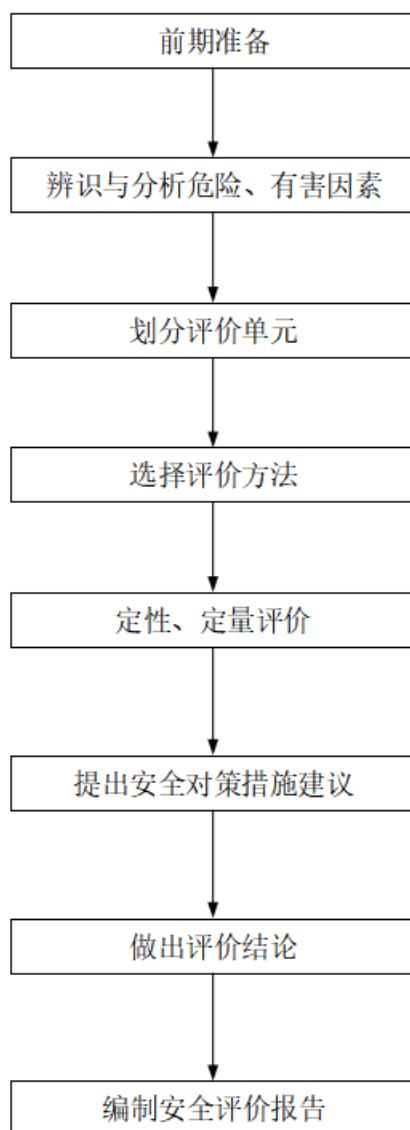 前期准备
辨识与分析危险、有害因素
划分评价单元
选择评价方法
定性、定量评价
提出安全对策措施建议
做出评价结论
编制安全评价报告